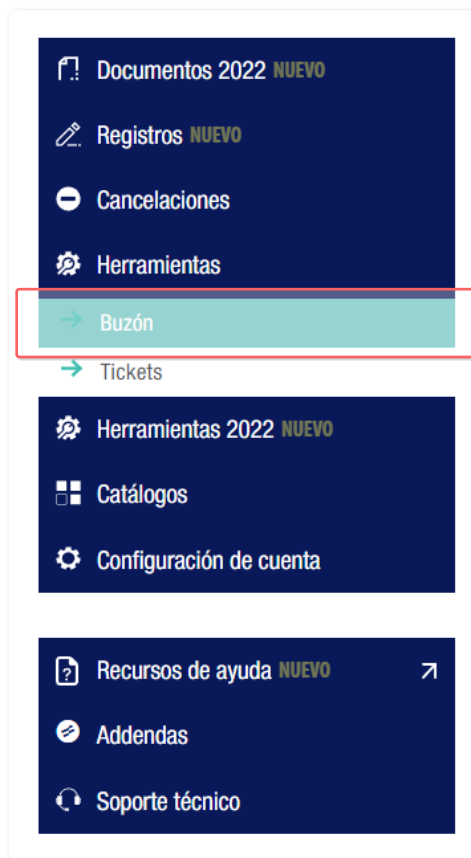 Documentos 2022 NUEVO
Registros NUEVO
Cancelaciones
Herramientas
Buzón
Tickets
Herramientas 2022 NUEVO
Catálogos
Configuración de cuenta
Recursos de ayuda NUEVO
Addendas
Soporte técnico